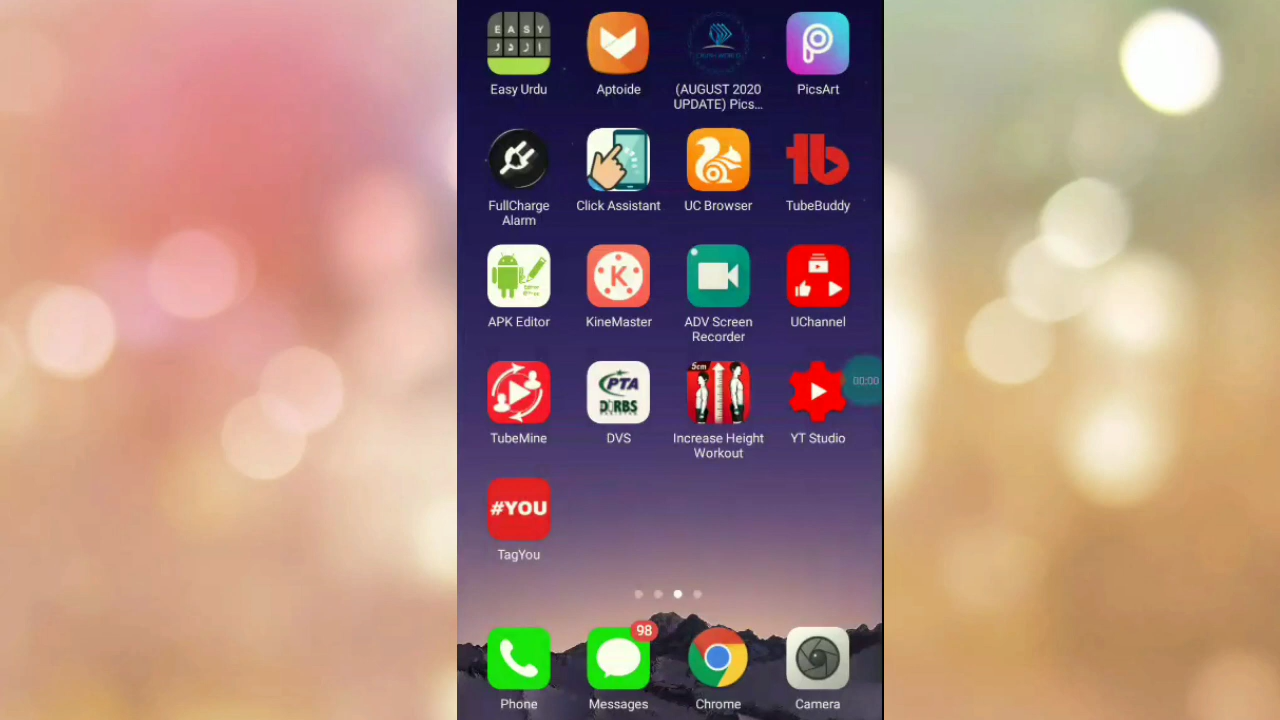 EASY
اردو
Easy Urdu
Aptoide
(AUGUST 2020
UPDATE) Pics...
PicsArt
FullCharge
Alarm
Click Assistant
UC Browser
tb
TubeBuddy
APK Editor
K
KineMaster
ADV Screen
Recorder
UChannel
00:00
TubeMine
PTA
DIRBS
DVS
5cm
Increase Height
Workout
YT Studio
#YOU
TagYou
98
Phone
Messages
Chrome
Camera